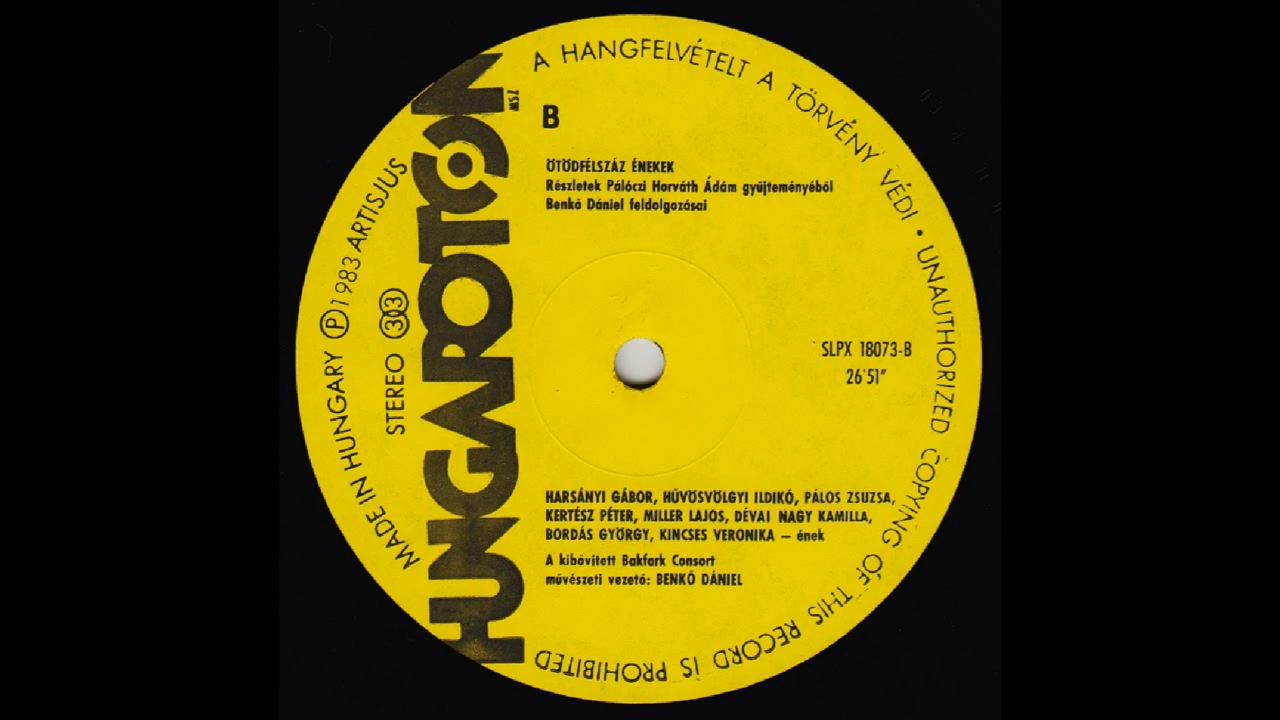 A HANGFELVÉTELT A TÖRVÉNY VÉDI • UNAUTHORIZED COPYING OF THIS RECORD IS PROHIBITED
MADE IN HUNGARY Ⓟ 1983 ARTISJUS
STEREO 33
HUNGAROTON
MSZ
B
ÖTÖDFÉLSZÁZ ÉNEKEK
Részletek Pálóczi Horváth Ádám gyűjteményéből
Benkő Dániel feldolgozásai
SLPX 18073-B
26'51"
HARSÁNYI GÁBOR, HŰVÖSVÖLGYI ILDIKÓ, PÁLOS ZSUZSA,
KERTÉSZ PÉTER, MILLER LAJOS, DÉVAI NAGY KAMILLA,
BORDÁS GYÖRGY, KINCSES VERONIKA – ének
A kibővített Bakfark Consort
művészeti vezető: BENKŐ DÁNIEL